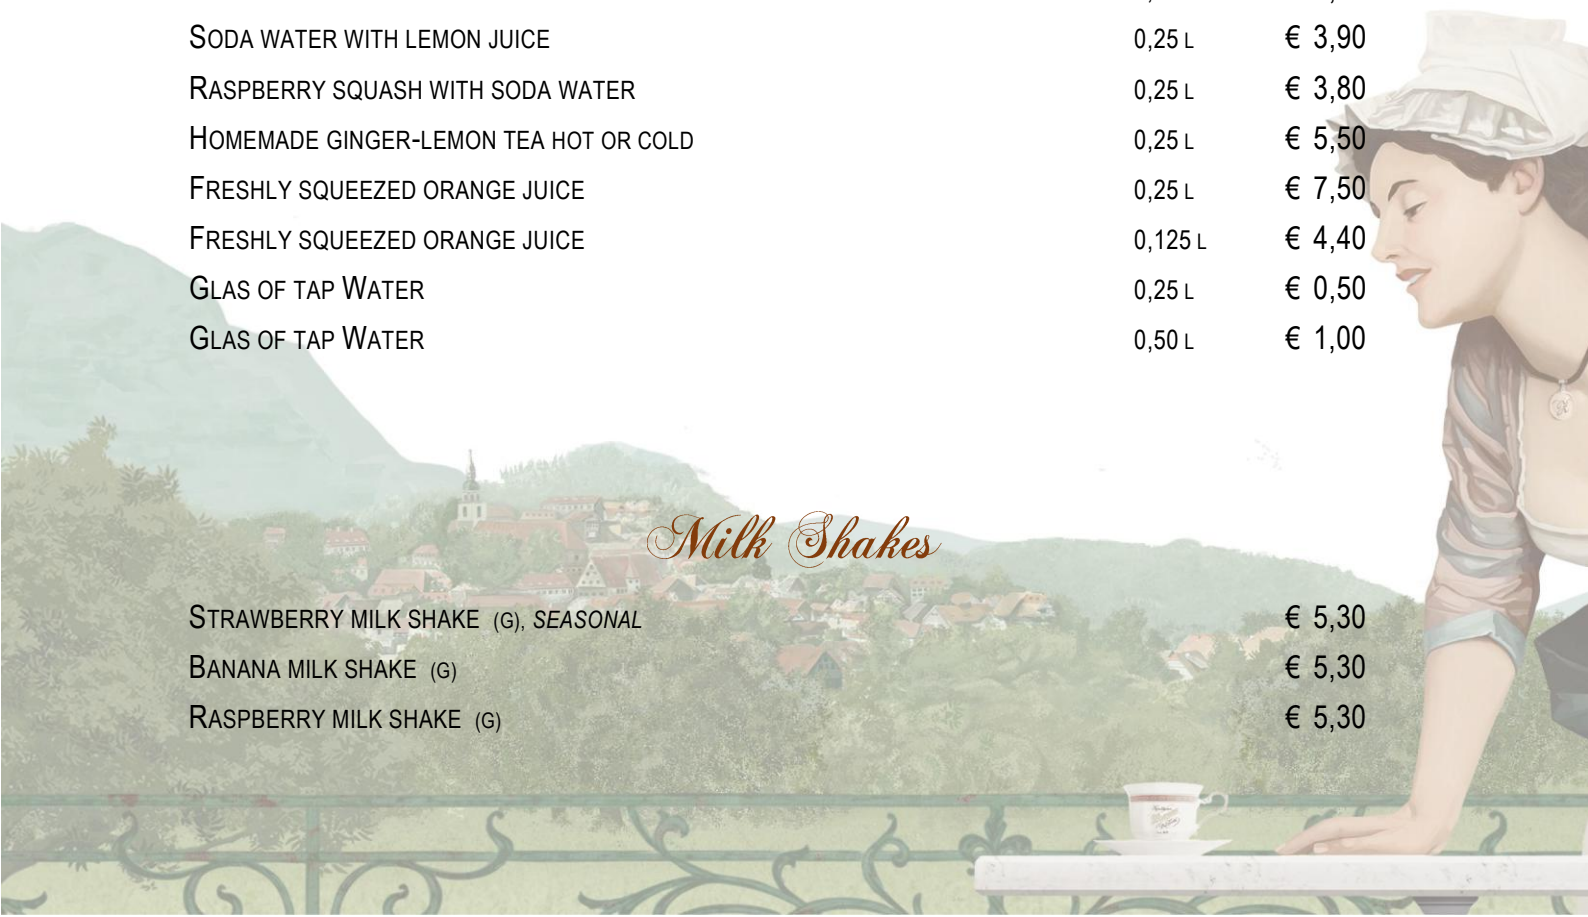 SODA WATER WITH LEMON JUICE 0,25 L € 3,90
RASPBERRY SQUASH WITH SODA WATER 0,25 L € 3,80
HOMEMADE GINGER-LEMON TEA HOT OR COLD 0,25 L € 5,50
FRESHLY SQUEEZED ORANGE JUICE 0,25 L € 7,50
FRESHLY SQUEEZED ORANGE JUICE 0,125 L € 4,40
GLAS OF TAP WATER 0,25 L € 0,50
GLAS OF TAP WATER 0,50 L € 1,00
Milk Shakes
STRAWBERRY MILK SHAKE (G), SEASONAL € 5,30
BANANA MILK SHAKE (G) € 5,30
RASPBERRY MILK SHAKE (G) € 5,30